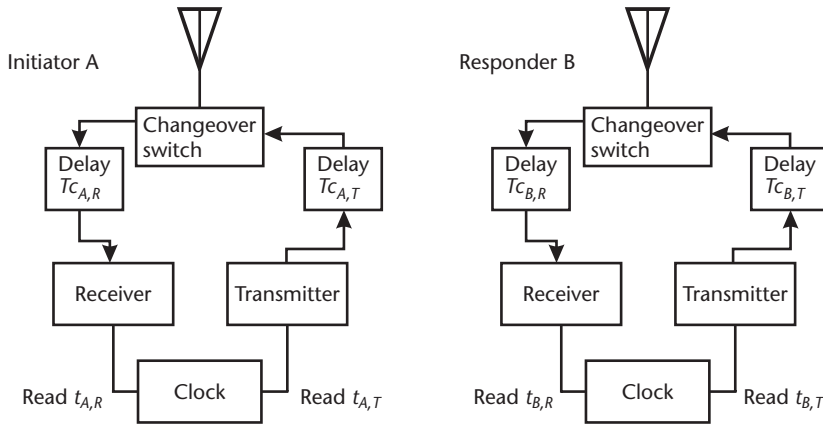 Initiator A
Changeover
switch
Delay
Tc_{A,R}
Delay
Tc_{A,T}
Receiver
Transmitter
Read t_{A,R}
Clock
Read t_{A,T}
Responder B
Changeover
switch
Delay
Tc_{B,R}
Delay
Tc_{B,T}
Receiver
Transmitter
Read t_{B,R}
Clock
Read t_{B,T}